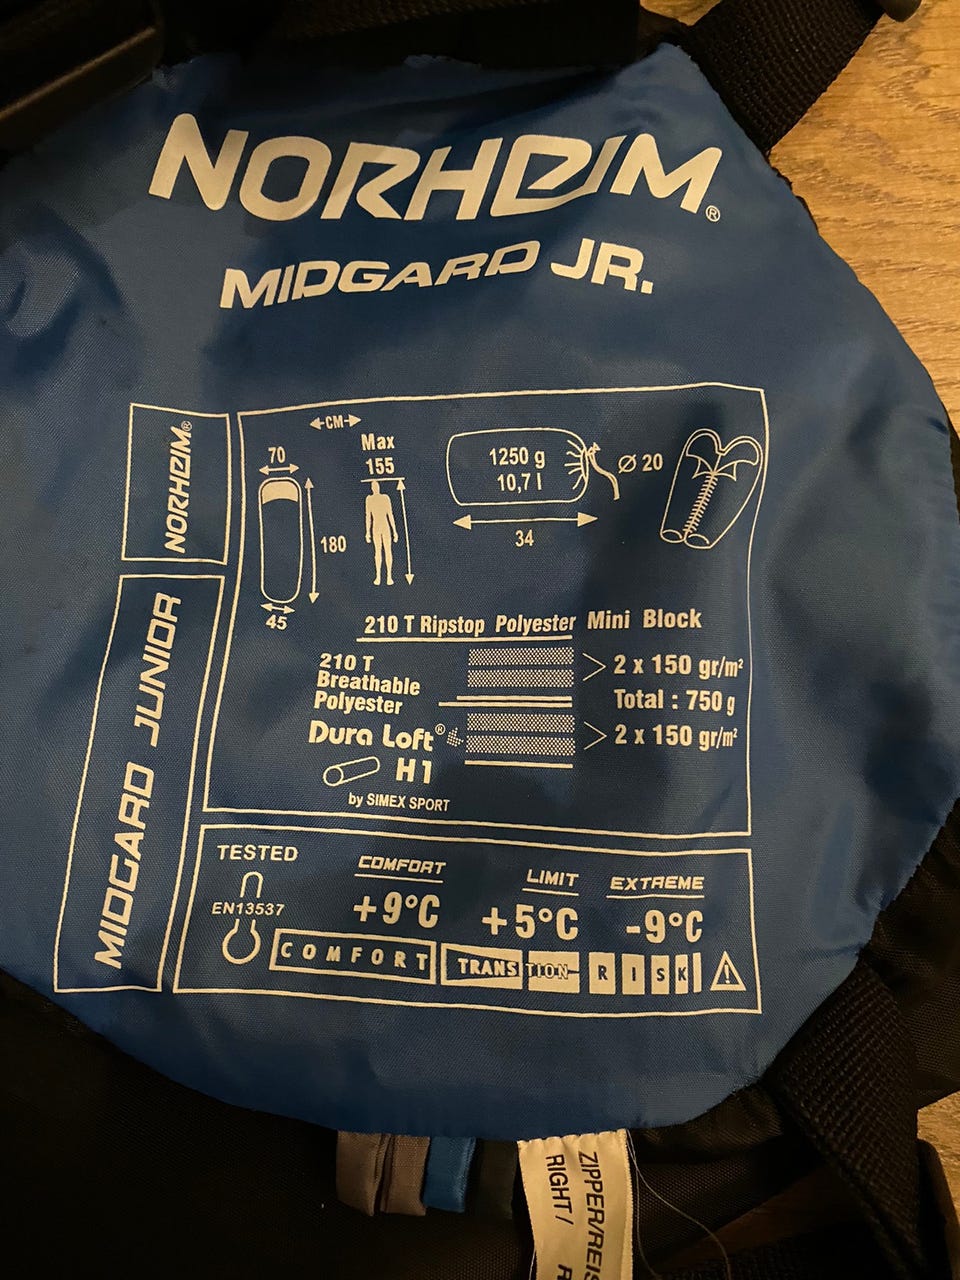 NORHEIM®
MIDGARD JR.
NORHEIM®
MIDGARD JUNIOR
CM
70
180
45
Max
155
1250 g
10,7 l
Ø 20
34
210 T Ripstop Polyester Mini Block
210 T
Breathable
Polyester
2 x 150 gr/m²
Total : 750 g
2 x 150 gr/m²
Dura Loft®
H1
by SIMEX SPORT
TESTED
EN13537
COMFORT
+9°C
LIMIT
+5°C
EXTREME
-9°C
COMFORT
TRANSITION
RISK
!
ZIPPER/
RIGHT/